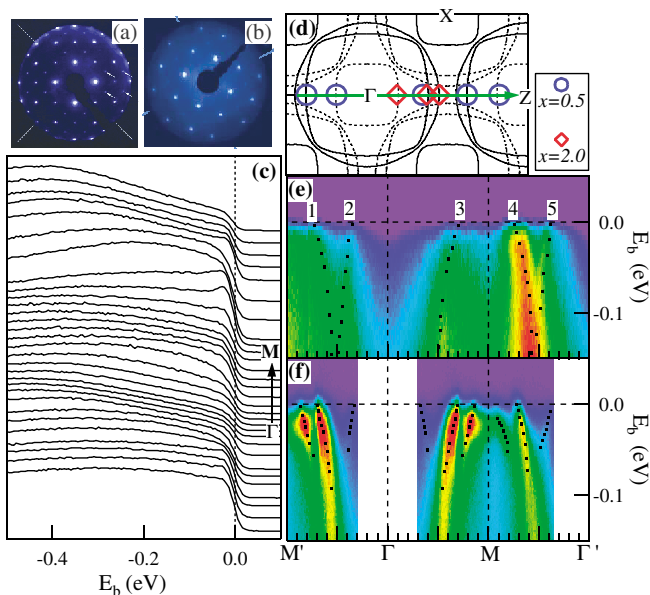 (a)
(b)
(c)
M
Γ
-0.4
-0.2
0.0
E_b (eV)
(d)
X
Γ
Z
x=0.5
x=2.0
(e)
1
2
3
4
5
0.0
-0.1
E_b (eV)
(f)
0.0
-0.1
E_b (eV)
M'
Γ
M
Γ'